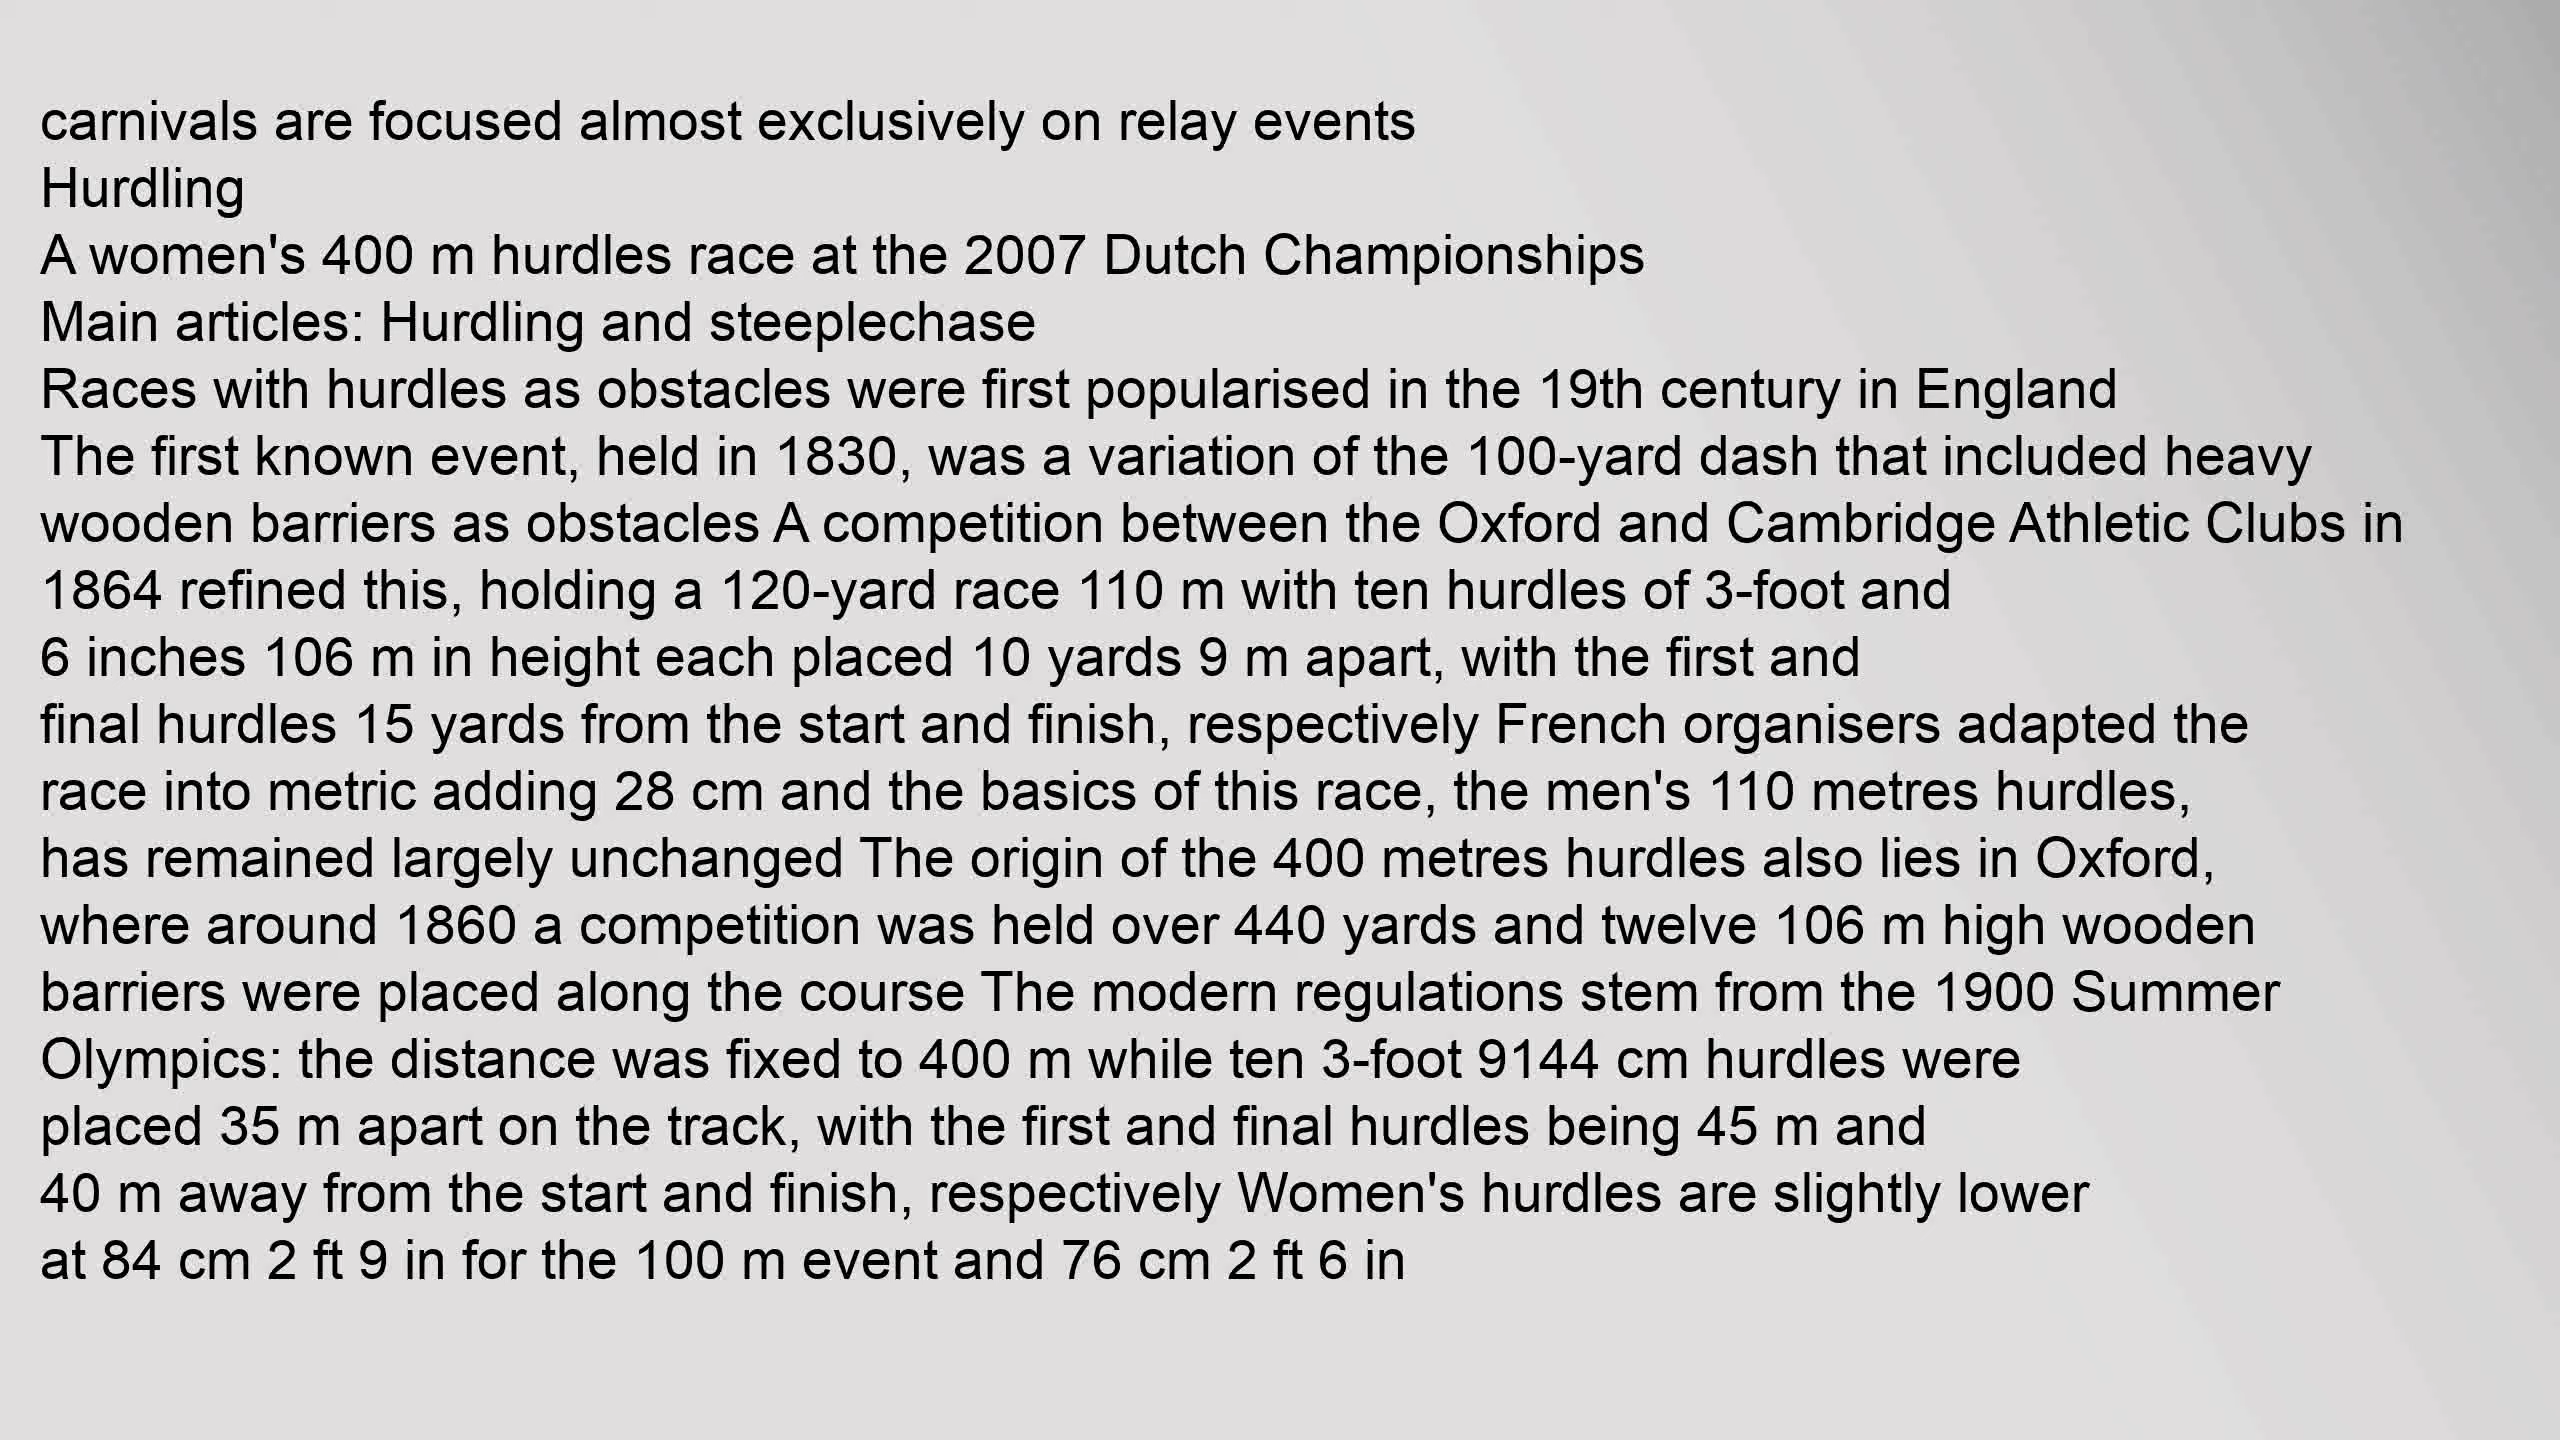 carnivals are focused almost exclusively on relay events
Hurdling
A women's 400 m hurdles race at the 2007 Dutch Championships
Main articles: Hurdling and steeplechase
Races with hurdles as obstacles were first popularised in the 19th century in England
The first known event, held in 1830, was a variation of the 100-yard dash that included heavy
wooden barriers as obstacles A competition between the Oxford and Cambridge Athletic Clubs in
1864 refined this, holding a 120-yard race 110 m with ten hurdles of 3-foot and
6 inches 106 m in height each placed 10 yards 9 m apart, with the first and
final hurdles 15 yards from the start and finish, respectively French organisers adapted the
race into metric adding 28 cm and the basics of this race, the men's 110 metres hurdles,
has remained largely unchanged The origin of the 400 metres hurdles also lies in Oxford,
where around 1860 a competition was held over 440 yards and twelve 106 m high wooden
barriers were placed along the course The modern regulations stem from the 1900 Summer
Olympics: the distance was fixed to 400 m while ten 3-foot 9144 cm hurdles were
placed 35 m apart on the track, with the first and final hurdles being 45 m and
40 m away from the start and finish, respectively Women's hurdles are slightly lower
at 84 cm 2 ft 9 in for the 100 m event and 76 cm 2 ft 6 in